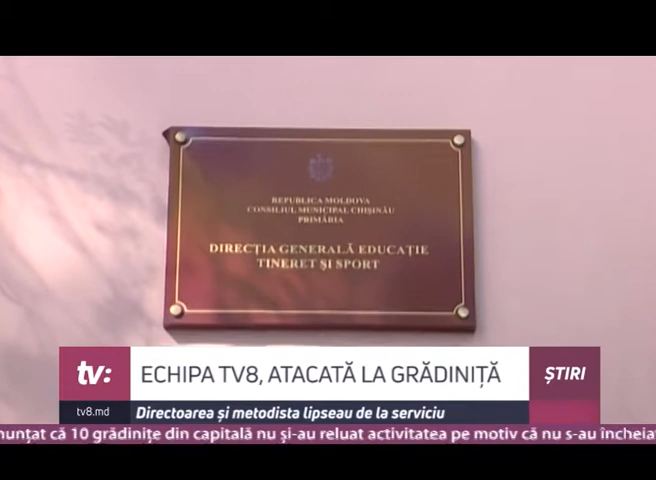 REPUBLICA MOLDOVA
CONSILIUL MUNICIPAL CHIȘINĂU
PRIMĂRIA
DIRECȚIA GENERALĂ EDUCAȚIE
TINERET ȘI SPORT
tv:
ECHIPA TV8, ATACATĂ LA GRĂDINIȚĂ
ȘTIRI
tv8.md
Directoarea și metodista lipseau de la serviciu
că 10 grădinițe din capitală nu și-au reluat activitatea pe motiv că nu s-au